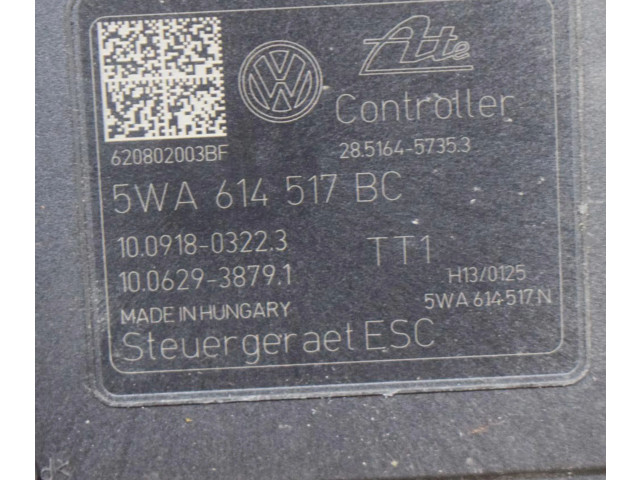 Ate
Controller
620802003BF
28.5164-5735.3
5WA 614 517 BC
10.0918-0322.3
TT1
10.0629-3879.1
H13/0125
5WA 614 517 N
MADE IN HUNGARY
Steuergeraet ESC